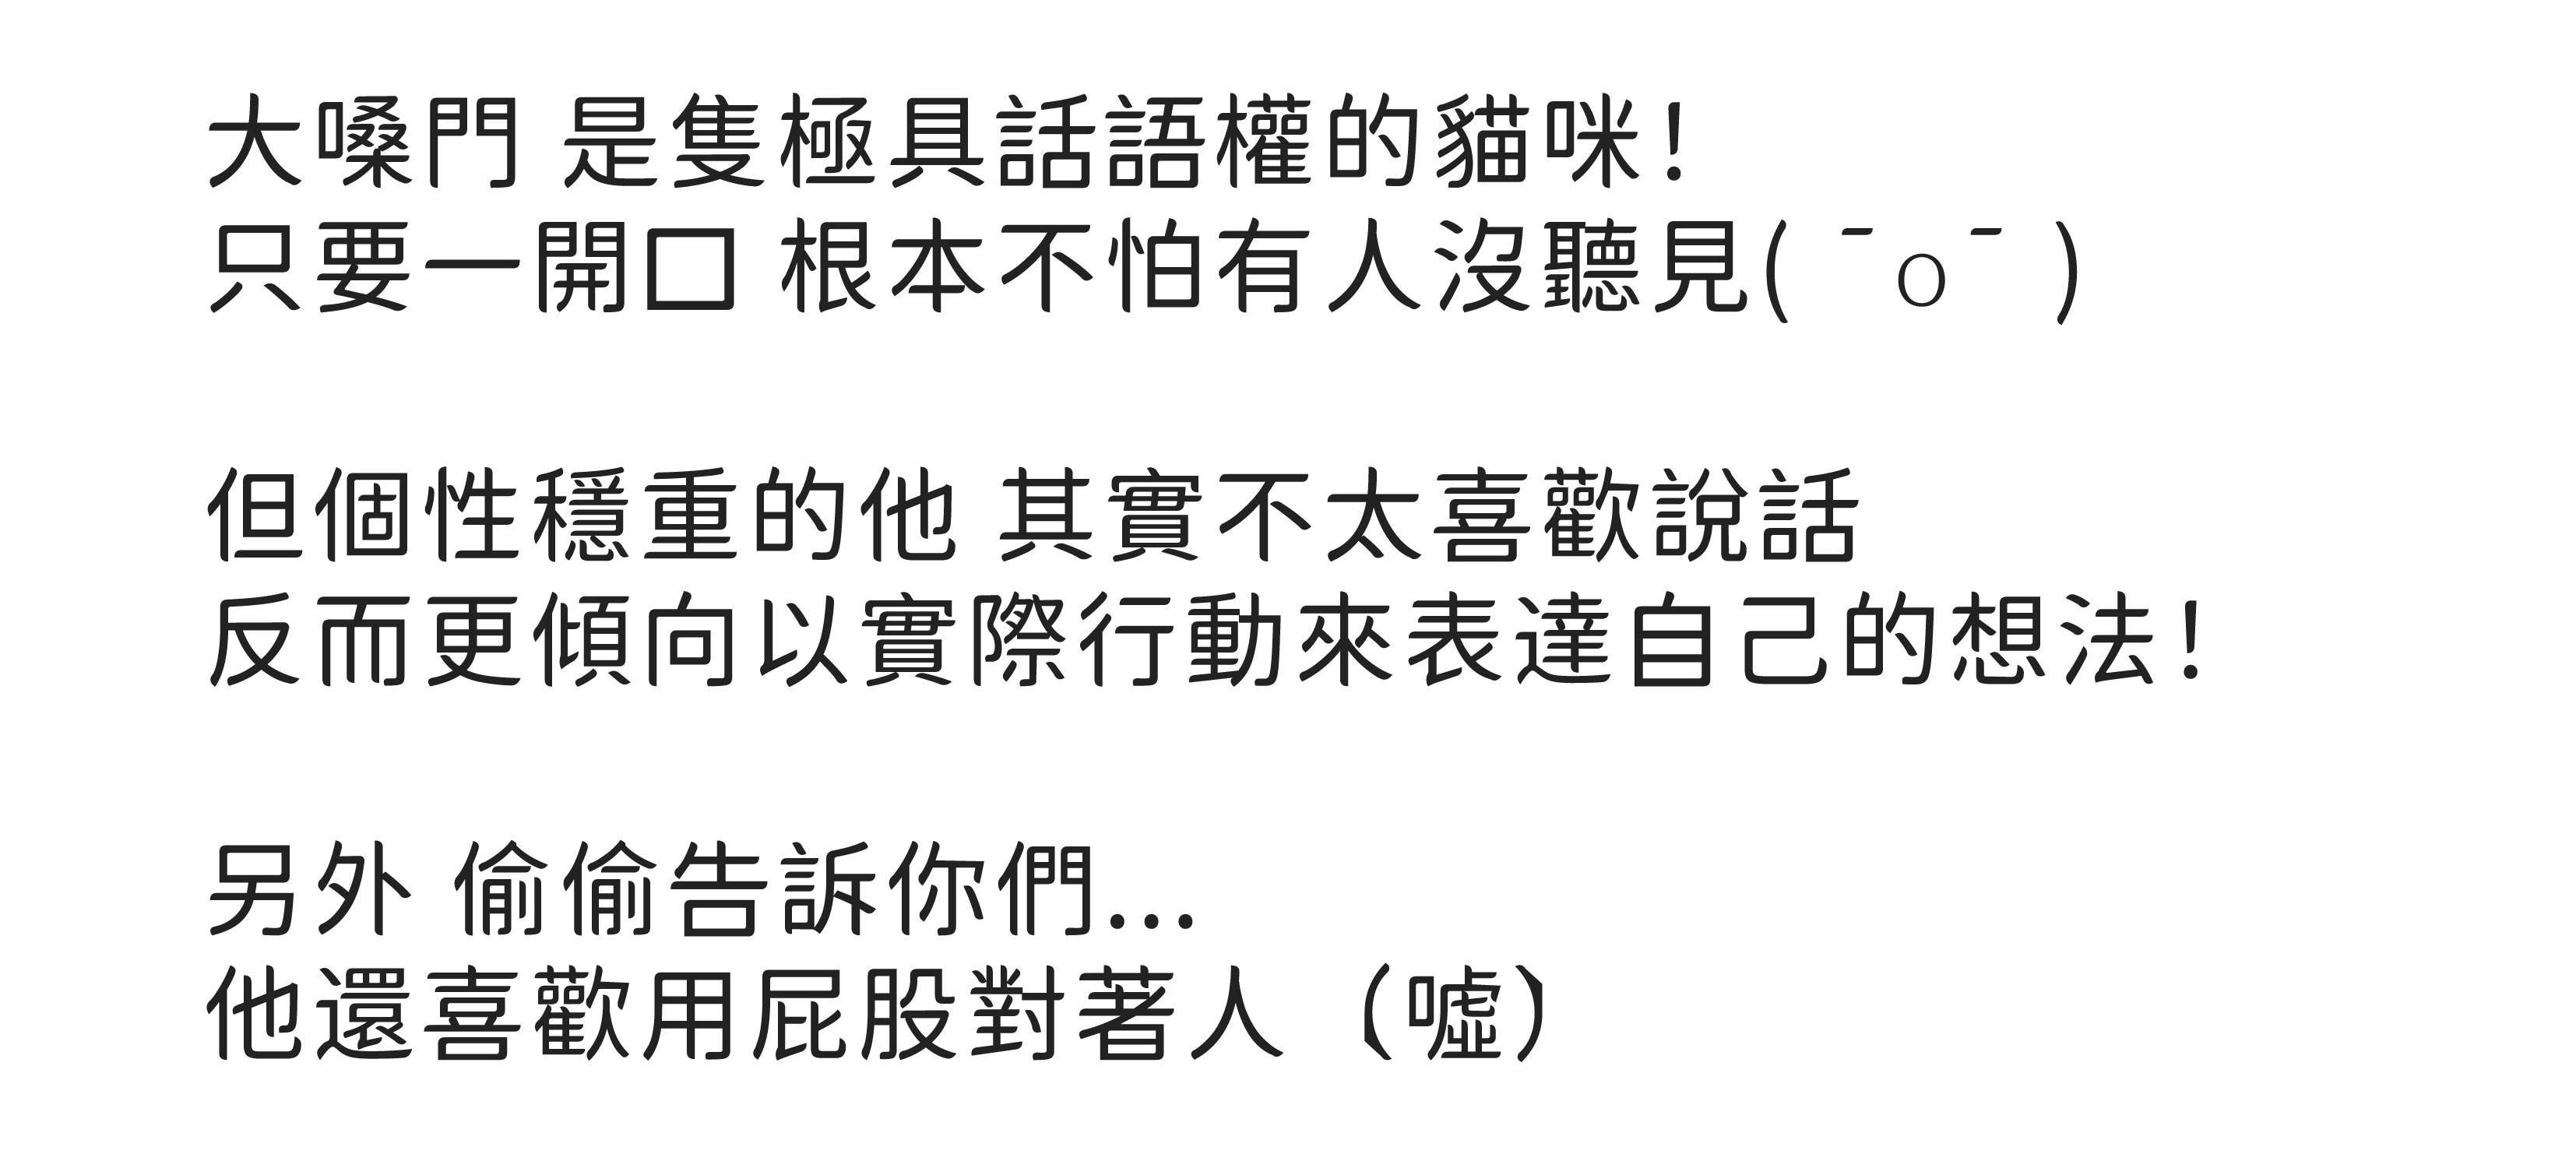 大嗓門 是隻極具話語權的貓咪!
只要一開口 根本不怕有人沒聽見( ¯ο¯ )
但個性穩重的他 其實不太喜歡說話
反而更傾向以實際行動來表達自己的想法!
另外 偷偷告訴你們...
他還喜歡用屁股對著人（噓）